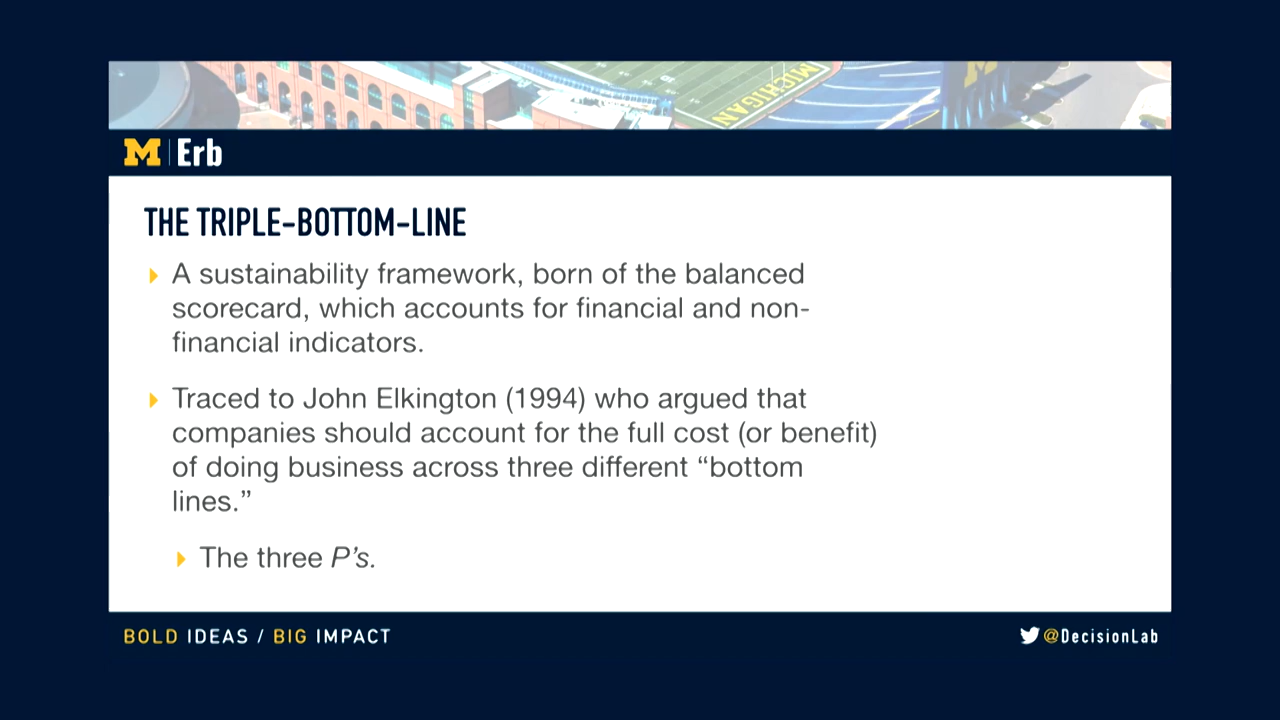 MICHIGAN
M
M | Erb
THE TRIPLE-BOTTOM-LINE
A sustainability framework, born of the balanced
scorecard, which accounts for financial and non-
financial indicators.
Traced to John Elkington (1994) who argued that
companies should account for the full cost (or benefit)
of doing business across three different “bottom
lines.”
The three P’s.
BOLD IDEAS / BIG IMPACT
@DecisionLab